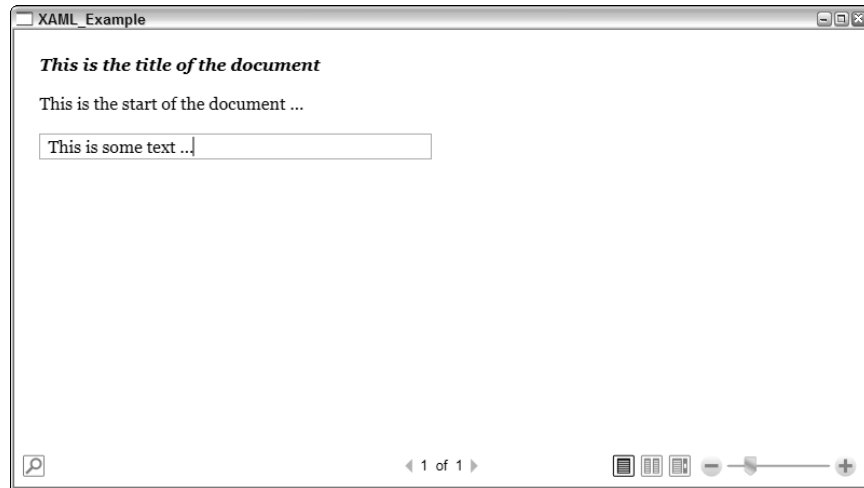 XAML_Example
This is the title of the document
This is the start of the document ...
This is some text ...
1 of 1